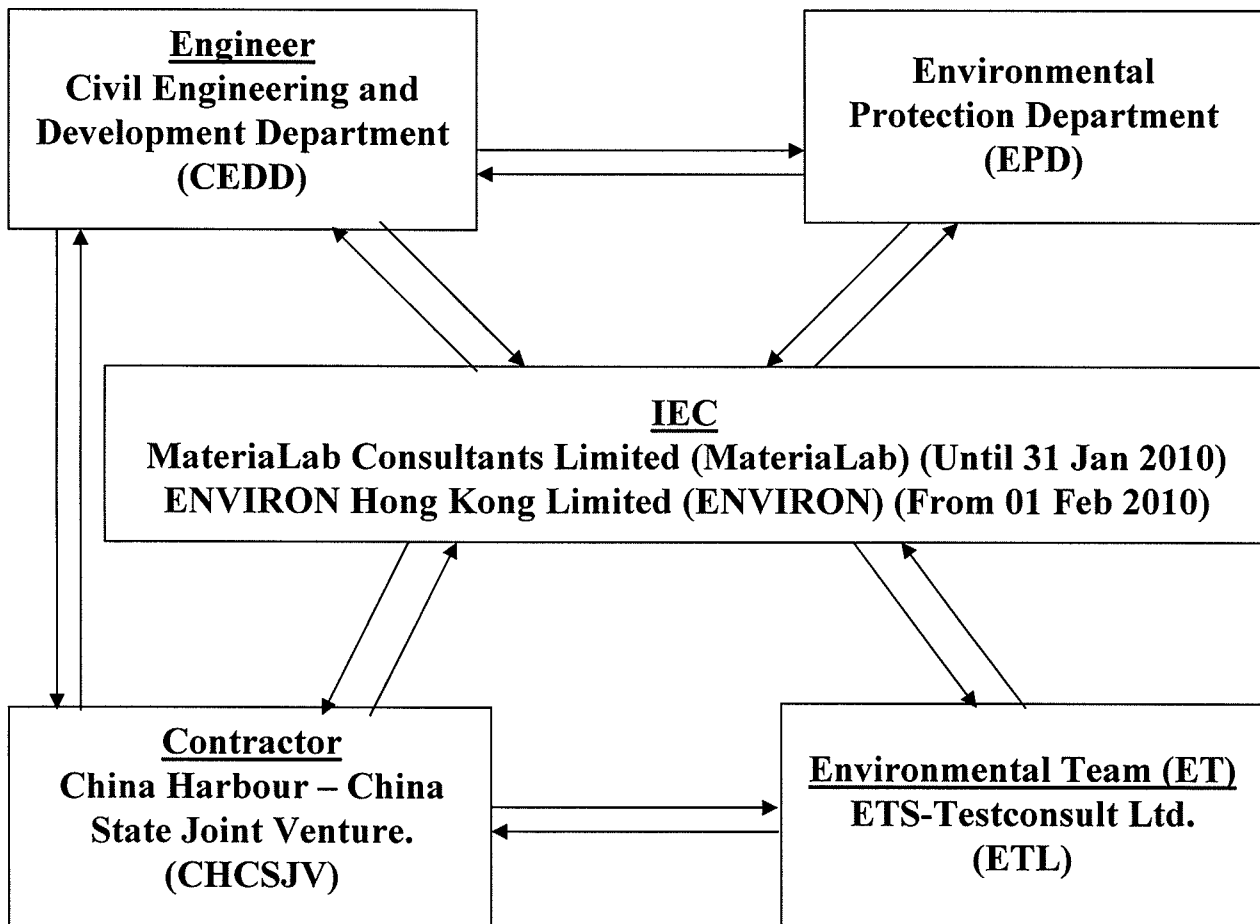 Engineer
Civil Engineering and
Development Department
(CEDD)
Environmental
Protection Department
(EPD)
IEC
MateriaLab Consultants Limited (MateriaLab) (Until 31 Jan 2010)
ENVIRON Hong Kong Limited (ENVIRON) (From 01 Feb 2010)
Contractor
China Harbour – China
State Joint Venture.
(CHCSJV)
Environmental Team (ET)
ETS-Testconsult Ltd.
(ETL)